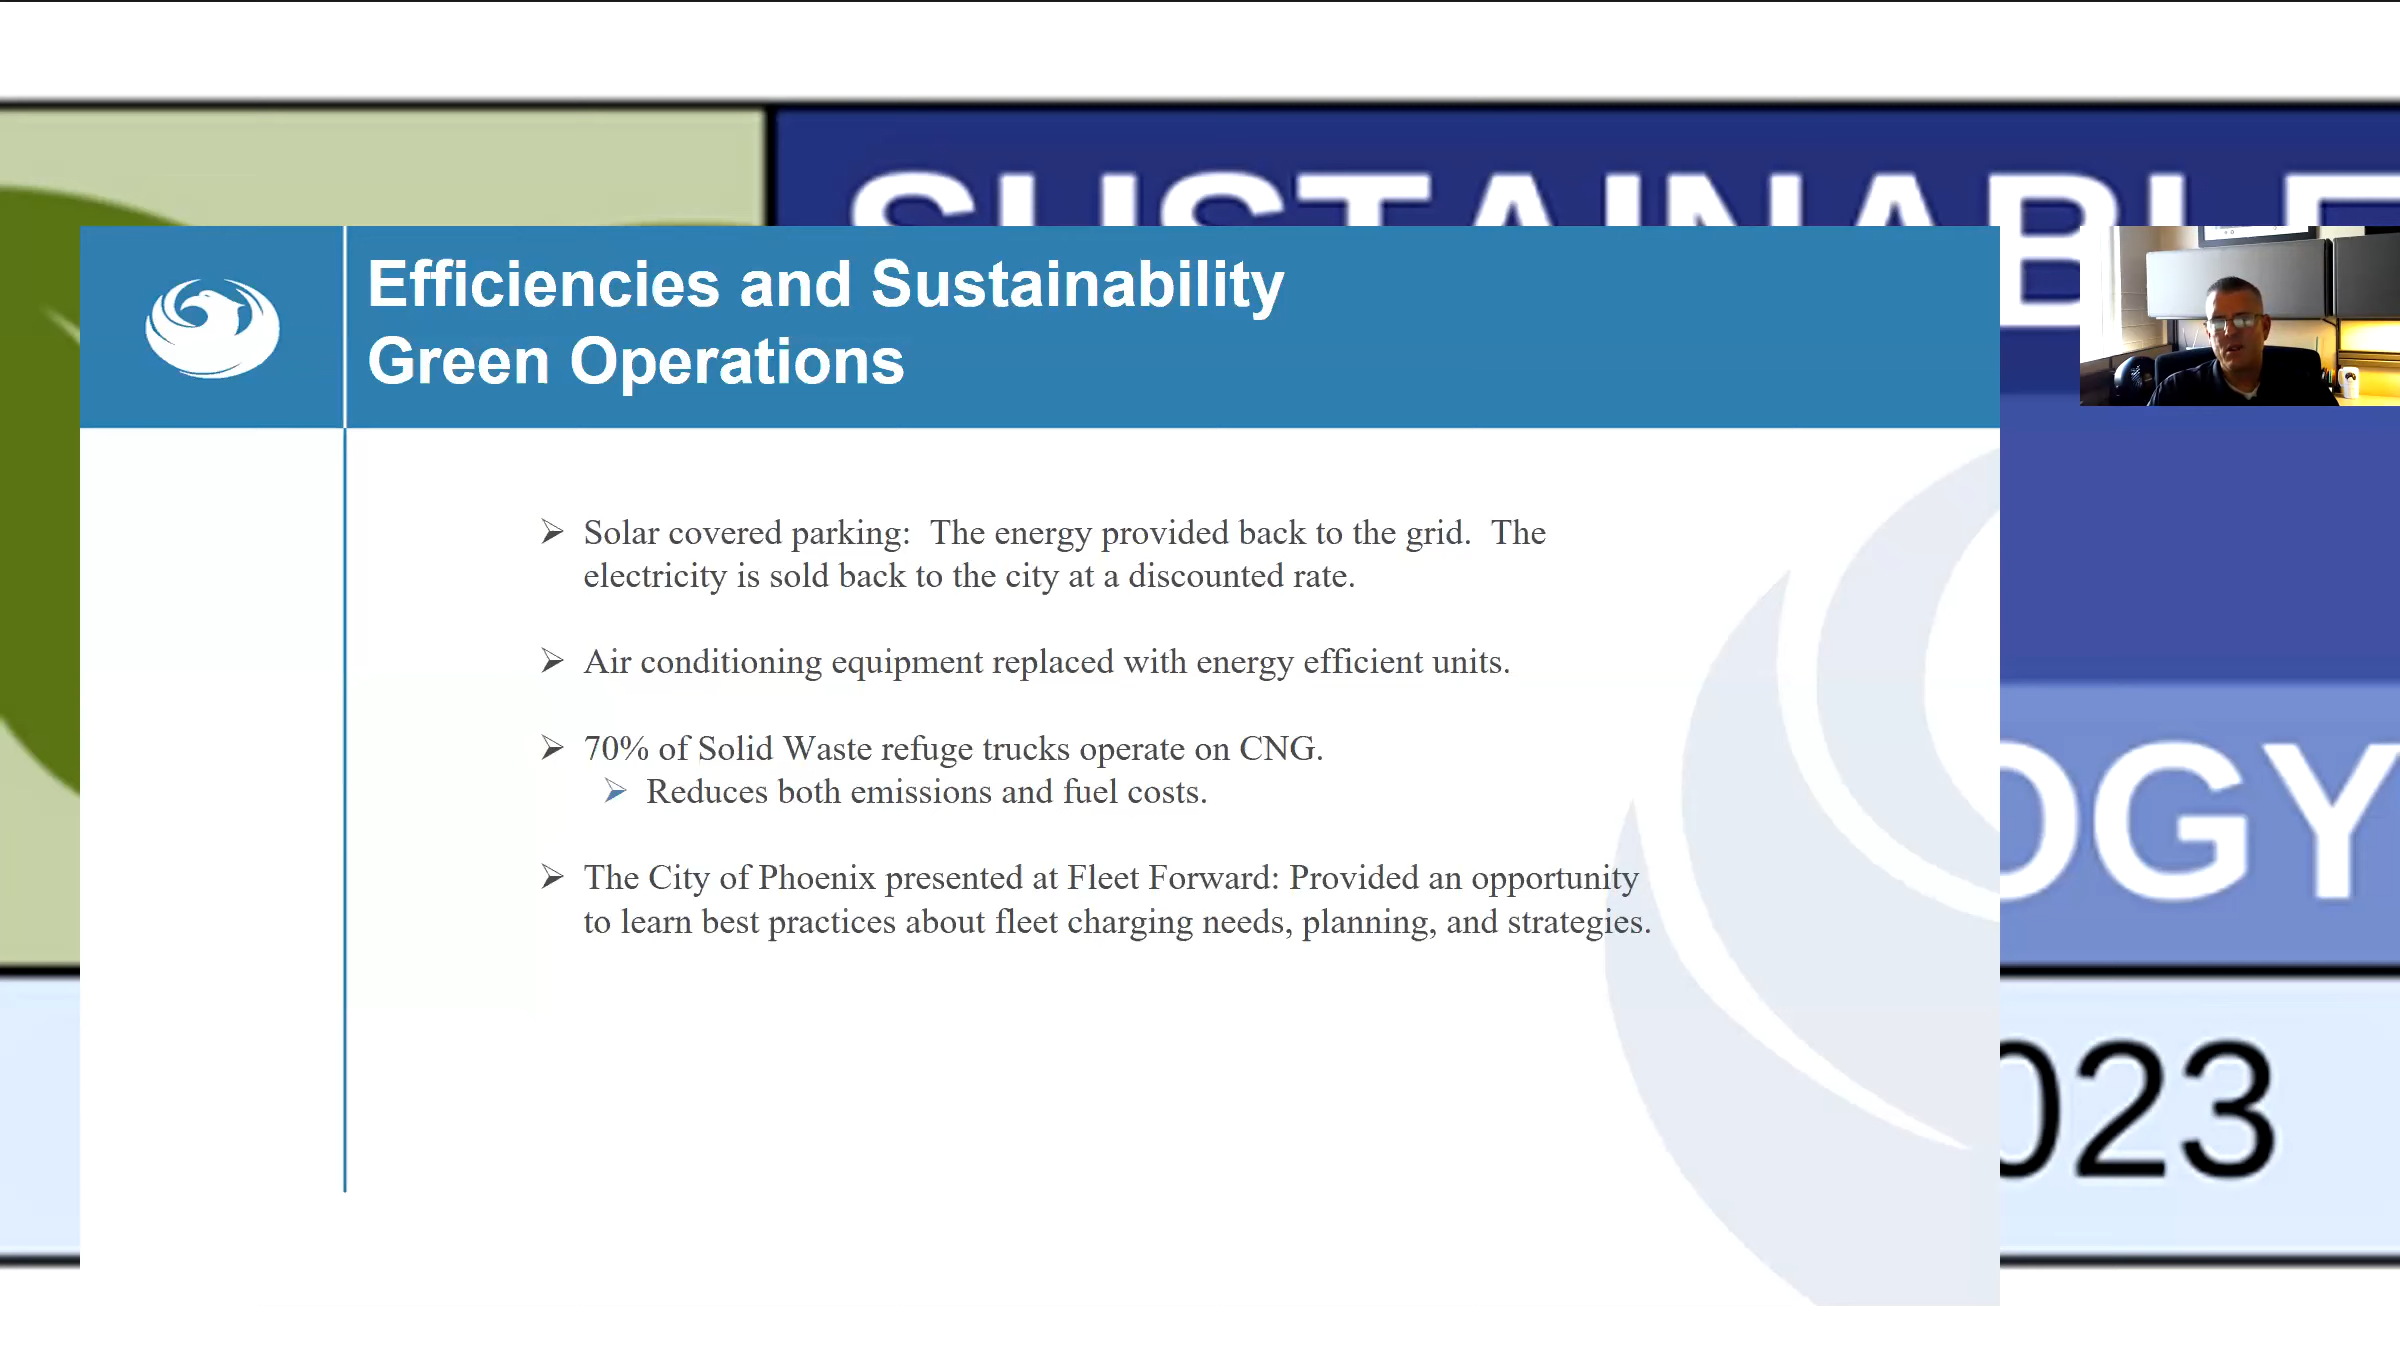 SUSTAINABLE
Efficiencies and Sustainability
Green Operations
➢ Solar covered parking:  The energy provided back to the grid.  The
electricity is sold back to the city at a discounted rate.
➢ Air conditioning equipment replaced with energy efficient units.
➢ 70% of Solid Waste refuge trucks operate on CNG.
➢ Reduces both emissions and fuel costs.
➢ The City of Phoenix presented at Fleet Forward: Provided an opportunity
to learn best practices about fleet charging needs, planning, and strategies.
OGY
023